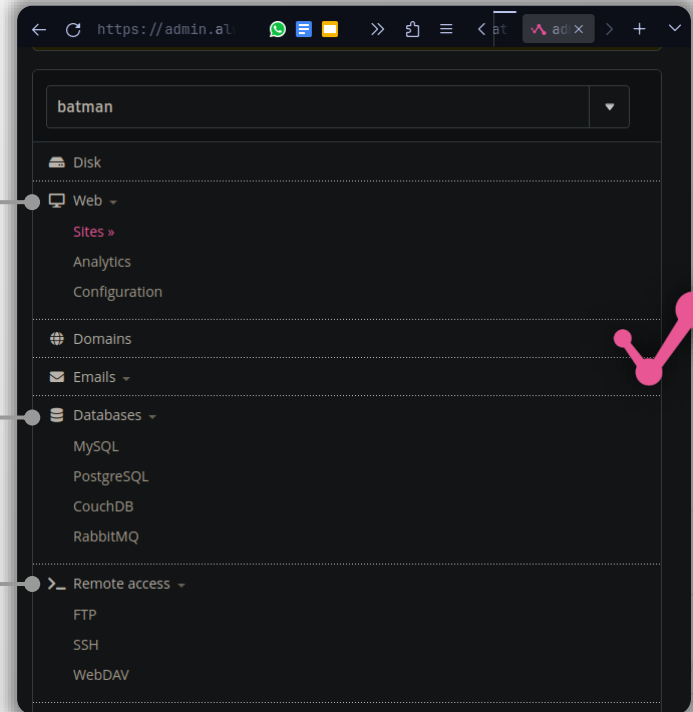 https://admin.al
at
ad
batman
Disk
Web
Sites »
Analytics
Configuration
Domains
Emails
Databases
MySQL
PostgreSQL
CouchDB
RabbitMQ
Remote access
FTP
SSH
WebDAV